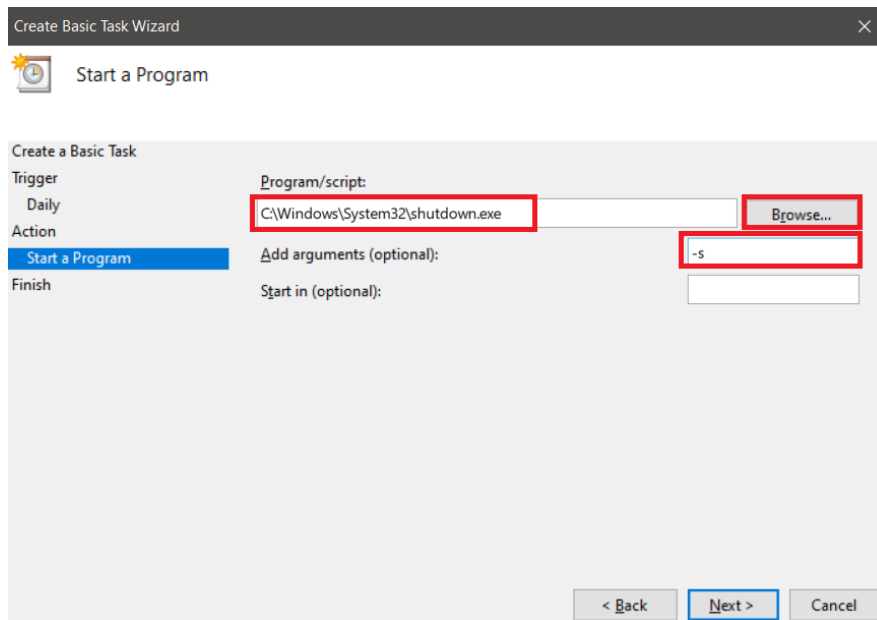 Create Basic Task Wizard
Start a Program
Create a Basic Task
Trigger
Daily
Action
Start a Program
Finish
Program/script:
C:\Windows\System32\shutdown.exe
Browse...
Add arguments (optional):
-s
Start in (optional):
< Back
Next >
Cancel